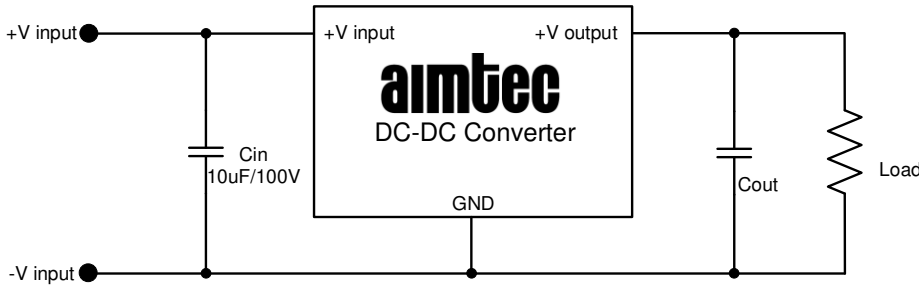 +V input
+V input
+V output
aimtec
DC-DC Converter
Cin
10uF/100V
Cout
Load
GND
-V input